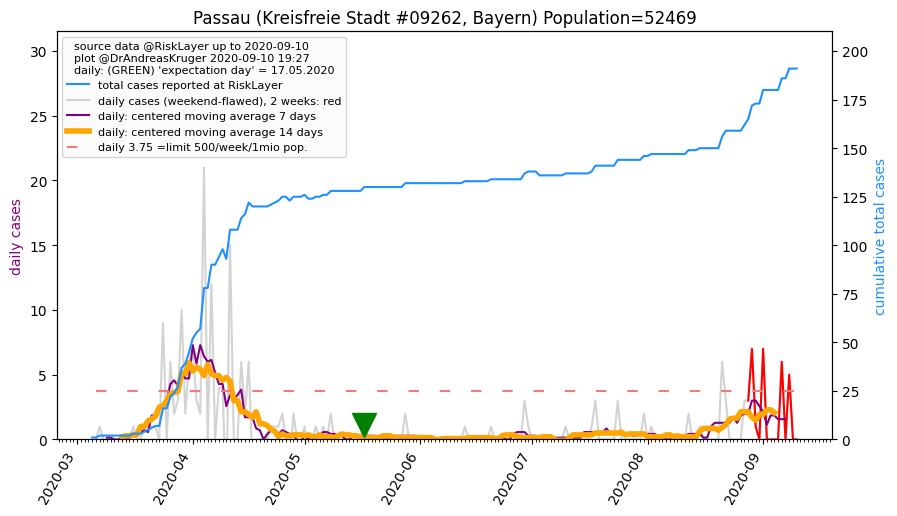 Passau (Kreisfreie Stadt #09262, Bayern) Population=52469
source data @RiskLayer up to 2020-09-10
plot @DrAndreasKruger 2020-09-10 19:27
daily: (GREEN) 'expectation day' = 17.05.2020
total cases reported at RiskLayer
daily cases (weekend-flawed), 2 weeks: red
daily: centered moving average 7 days
daily: centered moving average 14 days
daily 3.75 =limit 500/week/1mio pop.
daily cases
30
25
20
15
10
5
0
cumulative total cases
200
175
150
125
100
75
50
25
0
2020-03
2020-04
2020-05
2020-06
2020-07
2020-08
2020-09